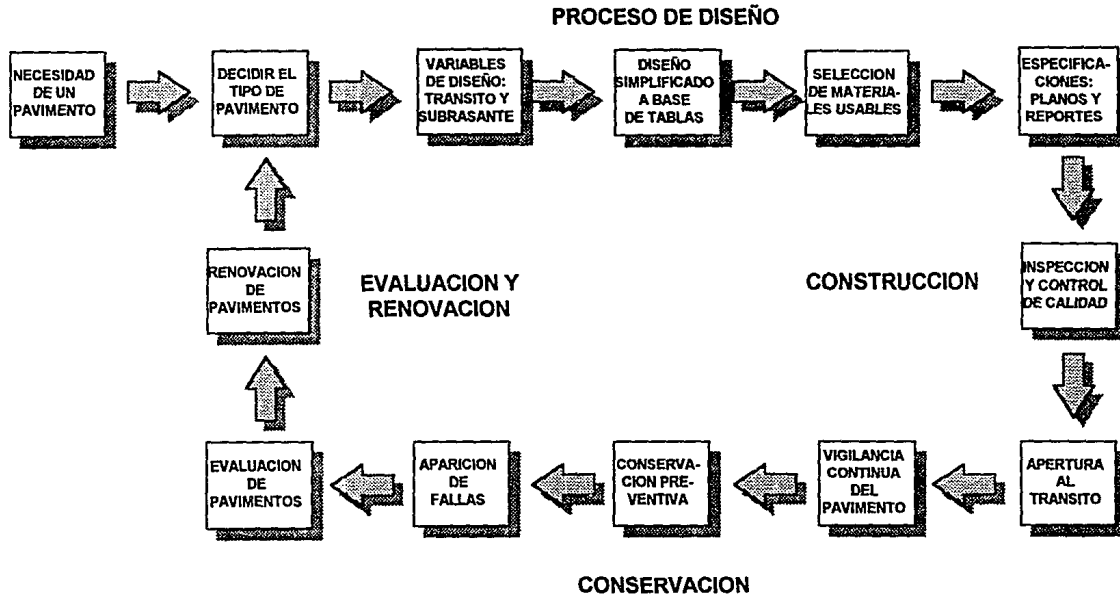 PROCESO DE DISEÑO
NECESIDAD
DE UN
PAVIMENTO
DECIDIR EL
TIPO DE
PAVIMENTO
VARIABLES
DE DISEÑO:
TRANSITO Y
SUBRASANTE
DISEÑO
SIMPLIFICADO
A BASE
DE TABLAS
SELECCION
DE MATERIA-
LES USABLES
ESPECIFICA-
CIONES:
PLANOS Y
REPORTES
RENOVACION
DE
PAVIMENTOS
EVALUACION Y
RENOVACION
CONSTRUCCION
INSPECCION
Y CONTROL
DE CALIDAD
EVALUACION
DE
PAVIMENTOS
APARICION
DE
FALLAS
CONSERVA-
CION PRE-
VENTIVA
VIGILANCIA
CONTINUA
DEL
PAVIMENTO
APERTURA
AL
TRANSITO
CONSERVACION